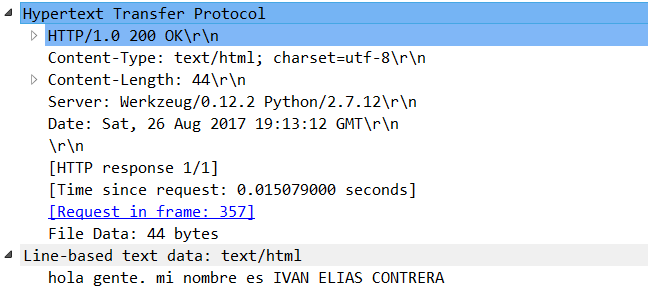 Hypertext Transfer Protocol
HTTP/1.0 200 OK\r\n
Content-Type: text/html; charset=utf-8\r\n
Content-Length: 44\r\n
Server: Werkzeug/0.12.2 Python/2.7.12\r\n
Date: Sat, 26 Aug 2017 19:13:12 GMT\r\n
\r\n
[HTTP response 1/1]
[Time since request: 0.015079000 seconds]
[Request in frame: 357]
File Data: 44 bytes
Line-based text data: text/html
hola gente. mi nombre es IVAN ELIAS CONTRERA